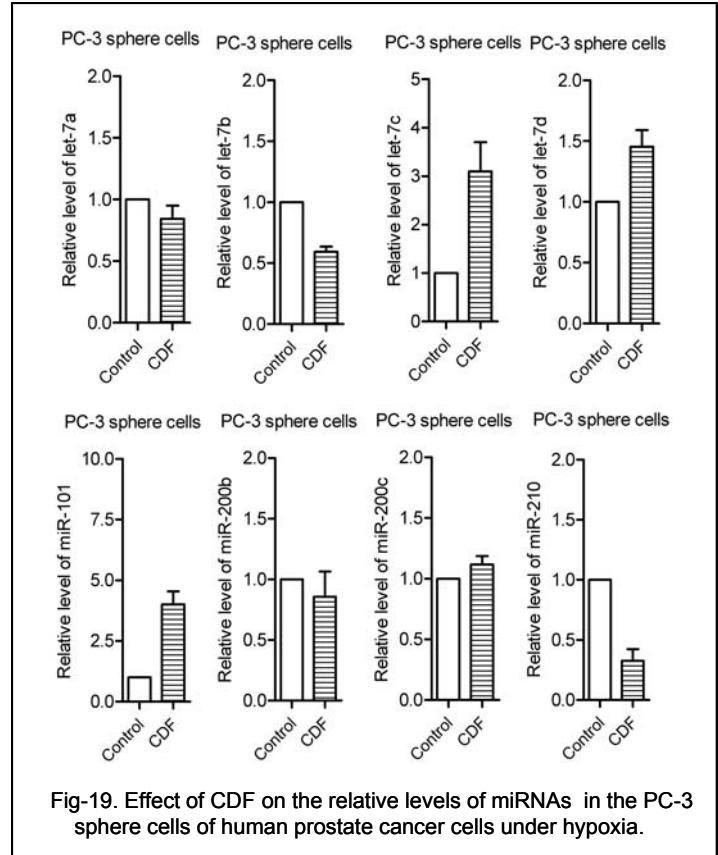 PC-3 sphere cells
Relative level of let-7a
2.0
1.5
1.0
0.5
0.0
Control
CDF
PC-3 sphere cells
Relative level of let-7b
2.0
1.5
1.0
0.5
0.0
Control
CDF
PC-3 sphere cells
Relative level of let-7c
5
4
3
2
1
0
Control
CDF
PC-3 sphere cells
Relative level of let-7d
2.0
1.5
1.0
0.5
0.0
Control
CDF
PC-3 sphere cells
Relative level of miR-101
10.0
7.5
5.0
2.5
0.0
Control
CDF
PC-3 sphere cells
Relative level of miR-200b
2.0
1.5
1.0
0.5
0.0
Control
CDF
PC-3 sphere cells
Relative level of miR-200c
2.0
1.5
1.0
0.5
0.0
Control
CDF
PC-3 sphere cells
Relative level of miR-210
2.0
1.5
1.0
0.5
0.0
Control
CDF
Fig-19. Effect of CDF on the relative levels of miRNAs in the PC-3
sphere cells of human prostate cancer cells under hypoxia.